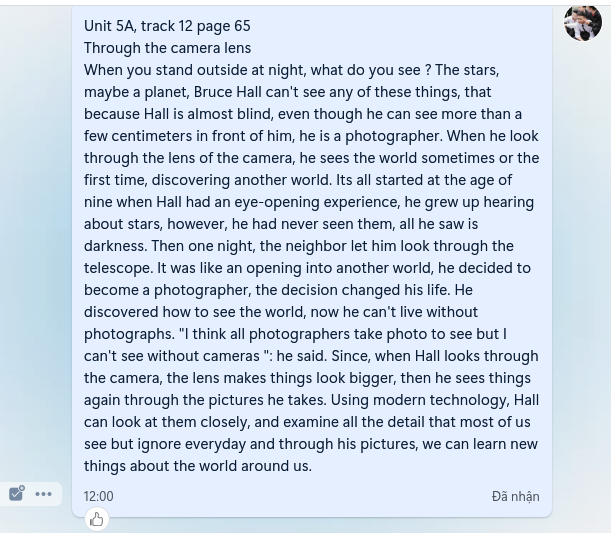 Unit 5A, track 12 page 65
Through the camera lens
When you stand outside at night, what do you see ? The stars,
maybe a planet, Bruce Hall can't see any of these things, that
because Hall is almost blind, even though he can see more than a
few centimeters in front of him, he is a photographer. When he look
through the lens of the camera, he sees the world sometimes or the
first time, discovering another world. Its all started at the age of
nine when Hall had an eye-opening experience, he grew up hearing
about stars, however, he had never seen them, all he saw is
darkness. Then one night, the neighbor let him look through the
telescope. It was like an opening into another world, he decided to
become a photographer, the decision changed his life. He
discovered how to see the world, now he can't live without
photographs. "I think all photographers take photo to see but I
can't see without cameras ": he said. Since, when Hall looks through
the camera, the lens makes things look bigger, then he sees things
again through the pictures he takes. Using modern technology, Hall
can look at them closely, and examine all the detail that most of us
see but ignore everyday and through his pictures, we can learn new
things about the world around us.
12:00 Đã nhận